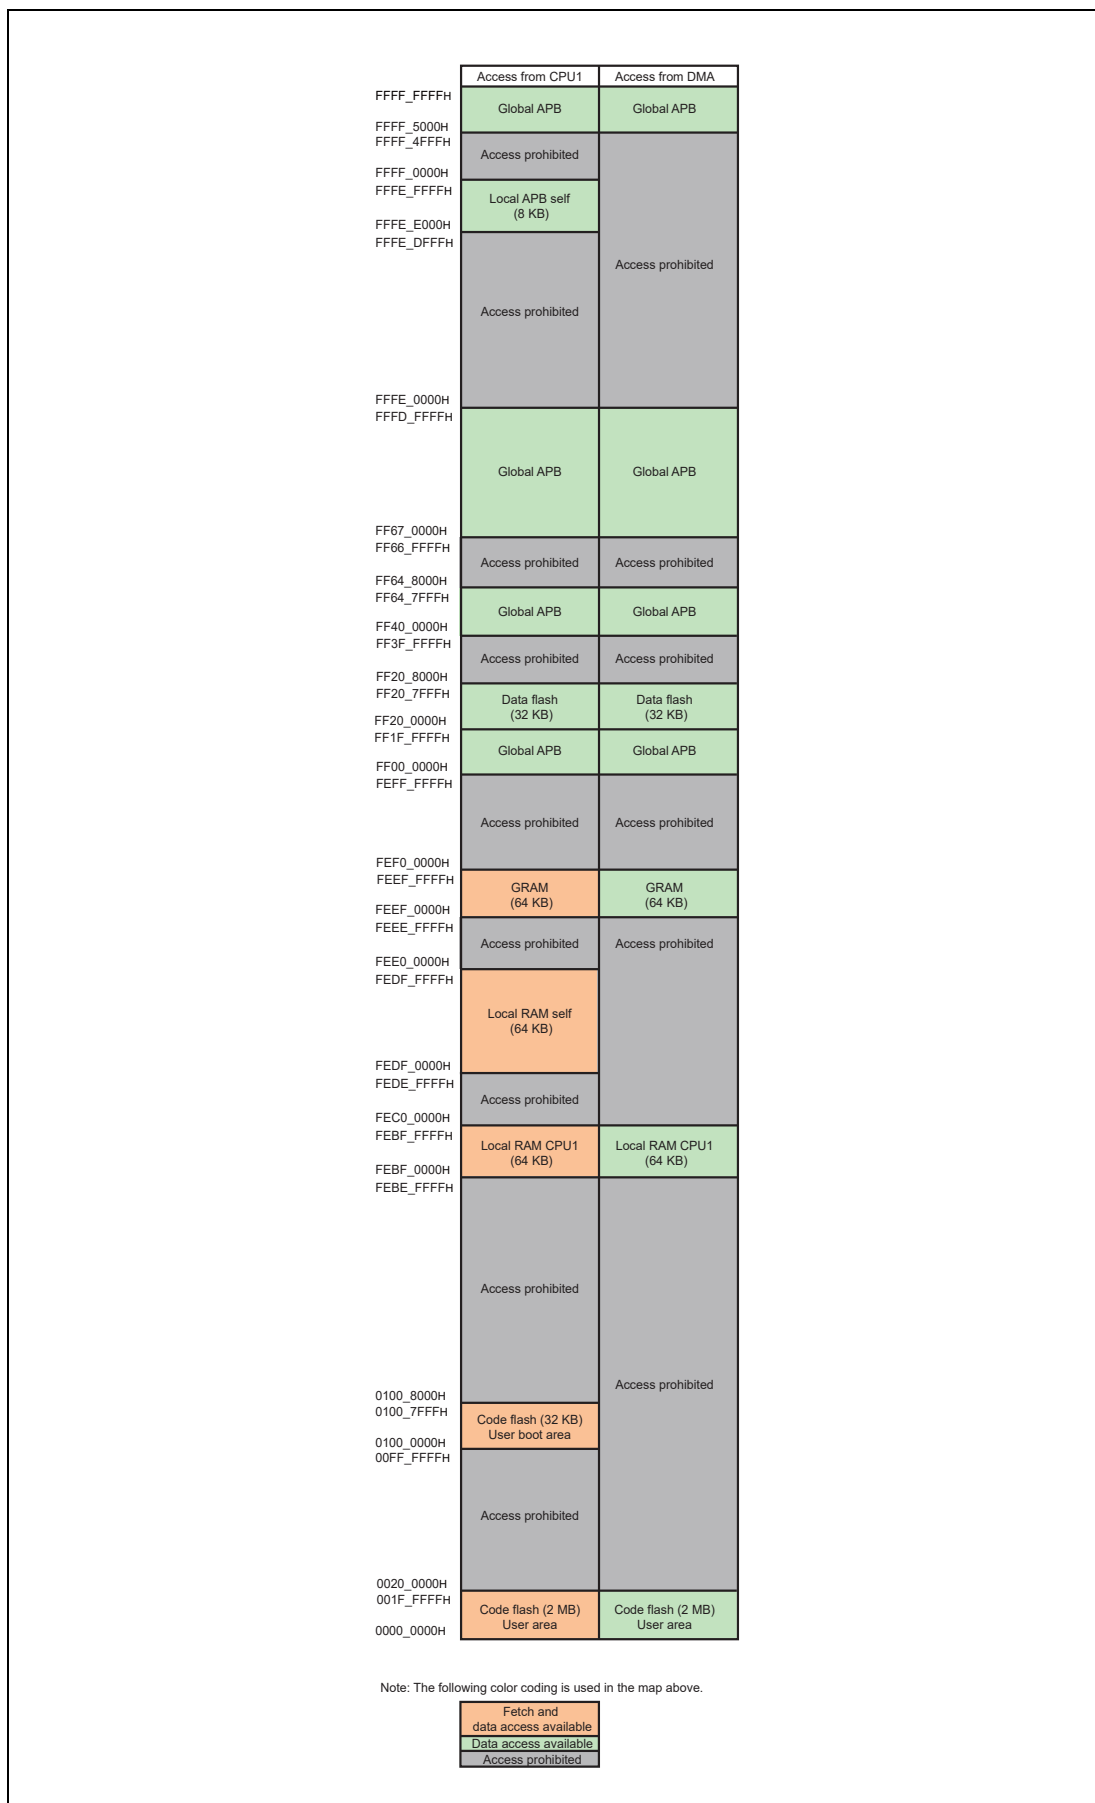 Access from CPU1 Access from DMA
FFFF_FFFFH
Global APB Global APB
FFFF_5000H
FFFF_4FFFH
Access prohibited
FFFF_0000H
FFFE_FFFFH
Local APB self
(8 KB)
FFFE_E000H
FFFE_DFFFH
Access prohibited
Access prohibited
FFFE_0000H
FFFD_FFFFH
Global APB Global APB
FF67_0000H
FF66_FFFFH
Access prohibited Access prohibited
FF64_8000H
FF64_7FFFH
Global APB Global APB
FF40_0000H
FF3F_FFFFH
Access prohibited Access prohibited
FF20_8000H
FF20_7FFFH
Data flash Data flash
(32 KB) (32 KB)
FF20_0000H
FF1F_FFFFH
Global APB Global APB
FF00_0000H
FEFF_FFFFH
Access prohibited Access prohibited
FEF0_0000H
FEEF_FFFFH
GRAM GRAM
(64 KB) (64 KB)
FEEF_0000H
FEEE_FFFFH
Access prohibited Access prohibited
FEE0_0000H
FEDF_FFFFH
Local RAM self
(64 KB)
FEDF_0000H
FEDE_FFFFH
Access prohibited
FEC0_0000H
FEBF_FFFFH
Local RAM CPU1 Local RAM CPU1
(64 KB) (64 KB)
FEBF_0000H
FEBE_FFFFH
Access prohibited
Access prohibited
0100_8000H
0100_7FFFH
Code flash (32 KB)
User boot area
0100_0000H
00FF_FFFFH
Access prohibited
0020_0000H
001F_FFFFH
Code flash (2 MB) Code flash (2 MB)
User area User area
0000_0000H
Note: The following color coding is used in the map above.
Fetch and
data access available
Data access available
Access prohibited